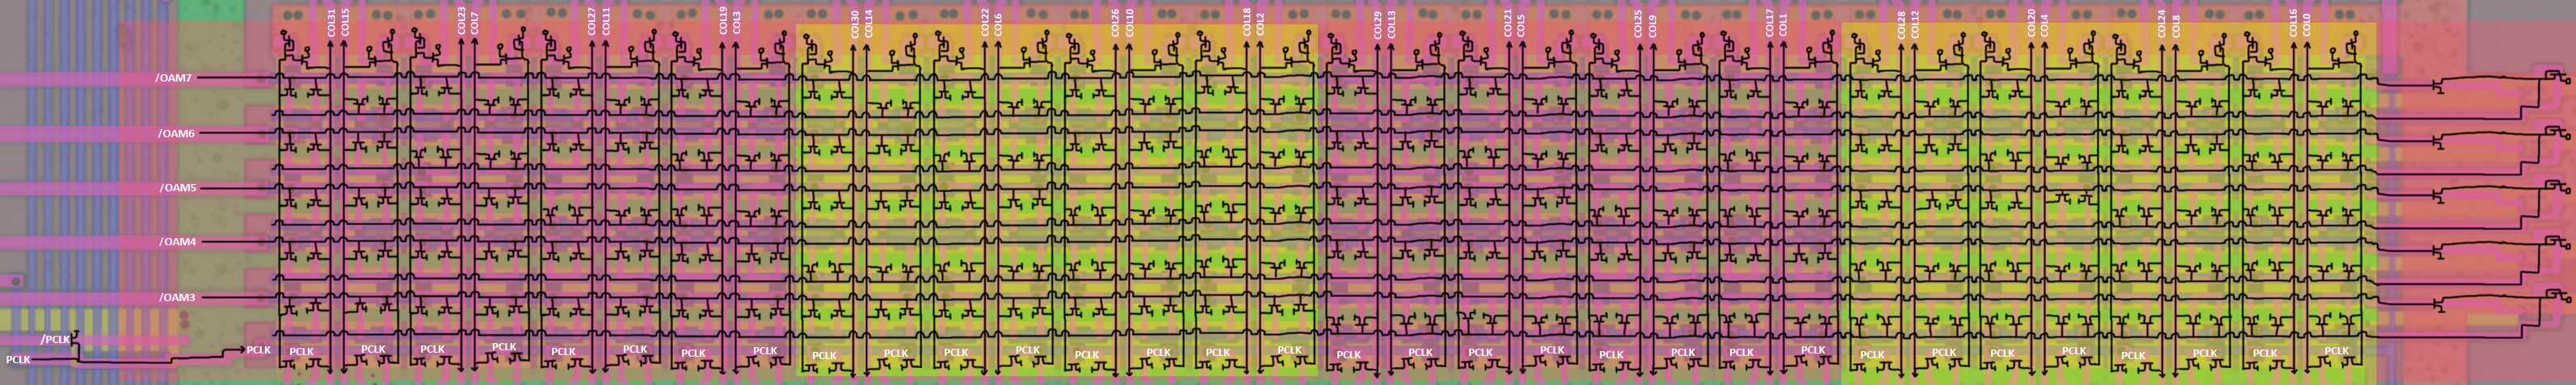 COL31 COL15 COL23 COL7 COL27 COL11 COL19 COL3 COL30 COL14 COL22 COL6 COL26 COL10 COL18 COL2 COL29 COL13 COL21 COL5 COL25 COL9 COL17 COL1 COL28 COL12 COL20 COL4 COL24 COL8 COL16 COL0
/OAM7
/OAM6
/OAM5
/OAM4
/OAM3
/PCLK
PCLK
PCLK PCLK PCLK PCLK PCLK PCLK PCLK PCLK PCLK PCLK PCLK PCLK PCLK PCLK PCLK PCLK PCLK PCLK PCLK PCLK PCLK PCLK PCLK PCLK PCLK PCLK PCLK PCLK PCLK PCLK PCLK PCLK PCLK